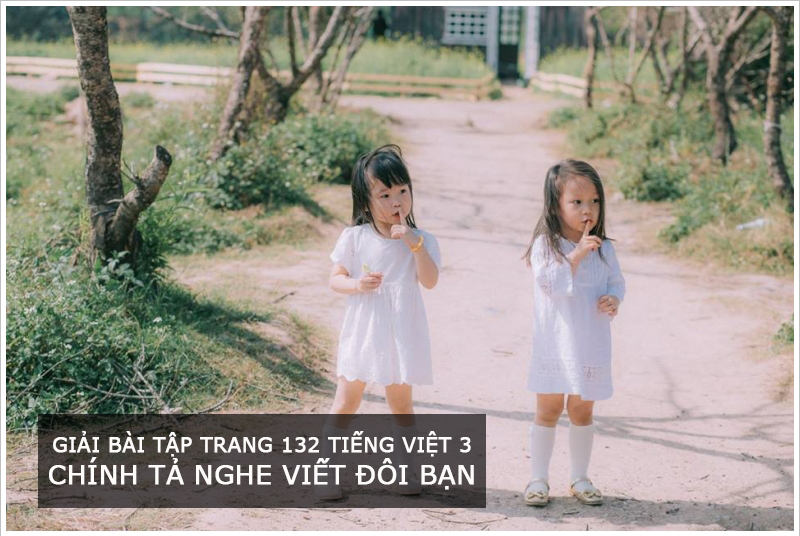 GIẢI BÀI TẬP TRANG 132 TIẾNG VIỆT 3
CHÍNH TẢ NGHE VIẾT ĐÔI BẠN